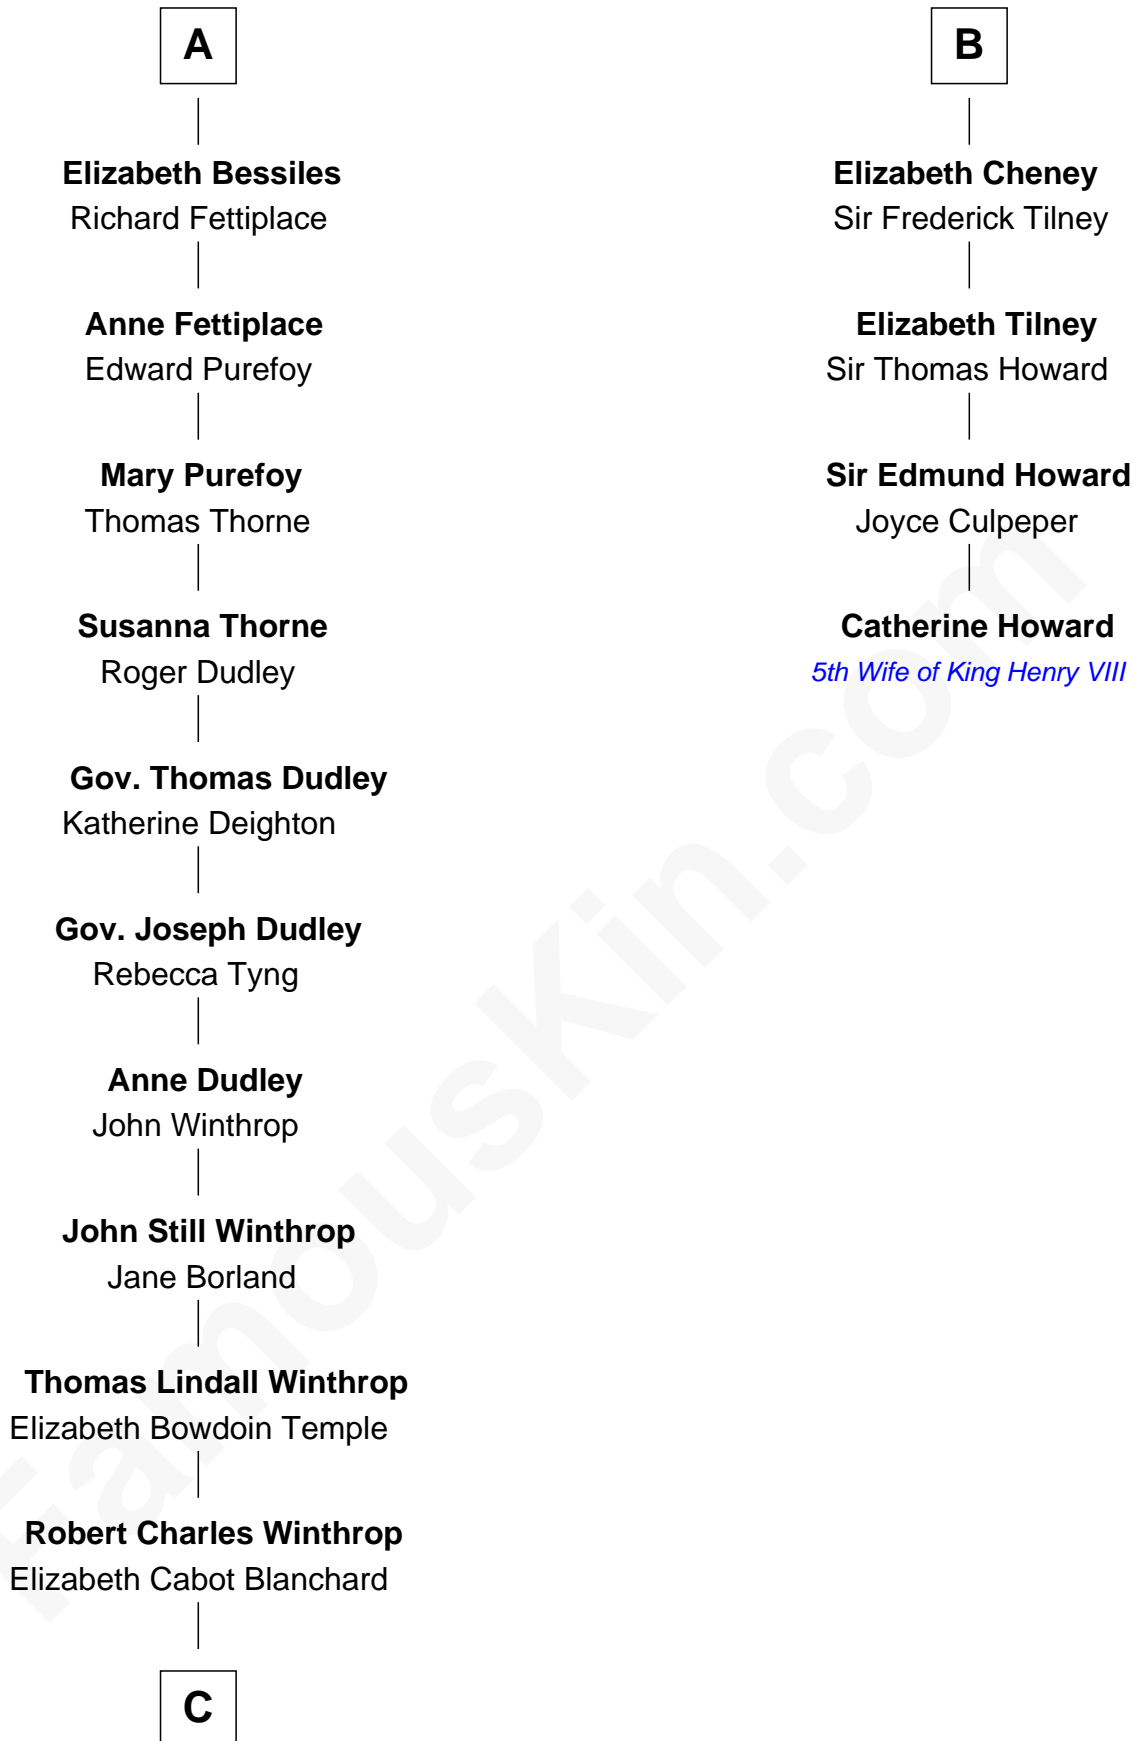 A
Elizabeth Bessiles
Richard Fettiplace
Anne Fettiplace
Edward Purefoy
Mary Purefoy
Thomas Thorne
Susanna Thorne
Roger Dudley
Gov. Thomas Dudley
Katherine Deighton
Gov. Joseph Dudley
Rebecca Tyng
Anne Dudley
John Winthrop
John Still Winthrop
Jane Borland
Thomas Lindall Winthrop
Elizabeth Bowdoin Temple
Robert Charles Winthrop
Elizabeth Cabot Blanchard
C
B
Elizabeth Cheney
Sir Frederick Tilney
Elizabeth Tilney
Sir Thomas Howard
Sir Edmund Howard
Joyce Culpeper
Catherine Howard
5th Wife of King Henry VIII
FamousKin.com